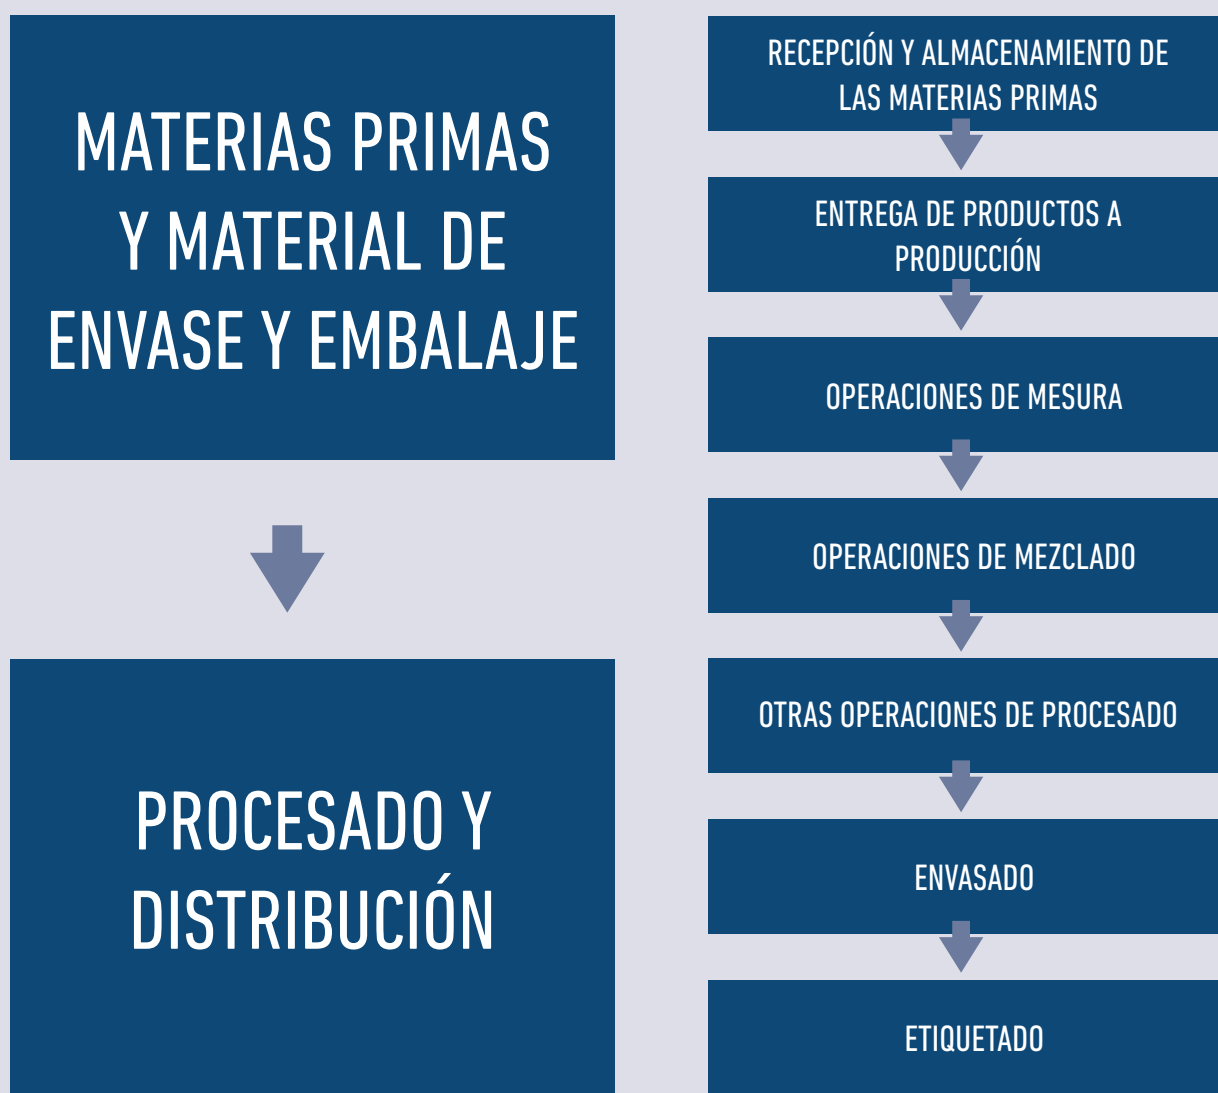 MATERIAS PRIMAS
Y MATERIAL DE
ENVASE Y EMBALAJE
PROCESADO Y
DISTRIBUCIÓN
RECEPCIÓN Y ALMACENAMIENTO DE
LAS MATERIAS PRIMAS
ENTREGA DE PRODUCTOS A
PRODUCCIÓN
OPERACIONES DE MESURA
OPERACIONES DE MEZCLADO
OTRAS OPERACIONES DE PROCESADO
ENVASADO
ETIQUETADO